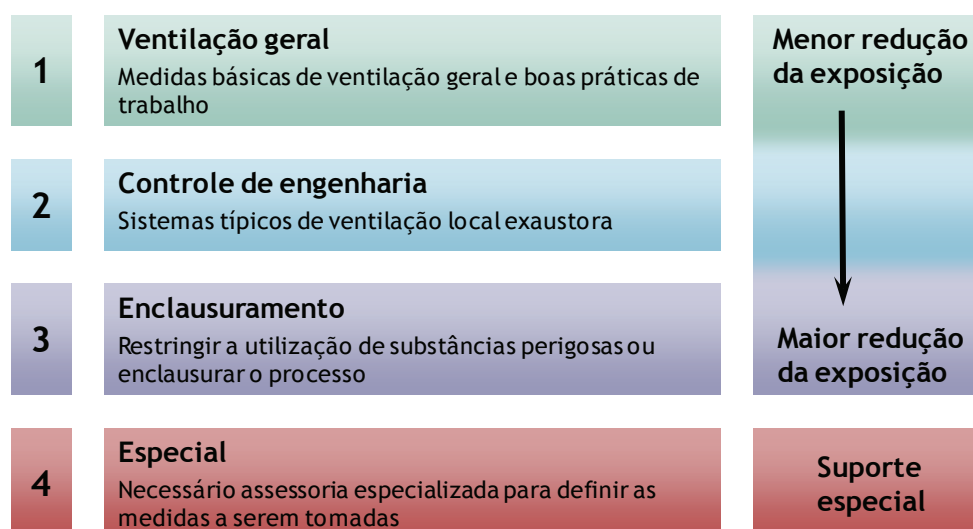 1
Ventilação geral
Medidas básicas de ventilação geral e boas práticas de
trabalho
Menor redução
da exposição
2
Controle de engenharia
Sistemas típicos de ventilação local exaustora
3
Enclausuramento
Restringir a utilização de substâncias perigosas ou
enclausurar o processo
Maior redução
da exposição
4
Especial
Necessário assessoria especializada para definir as
medidas a serem tomadas
Suporte
especial